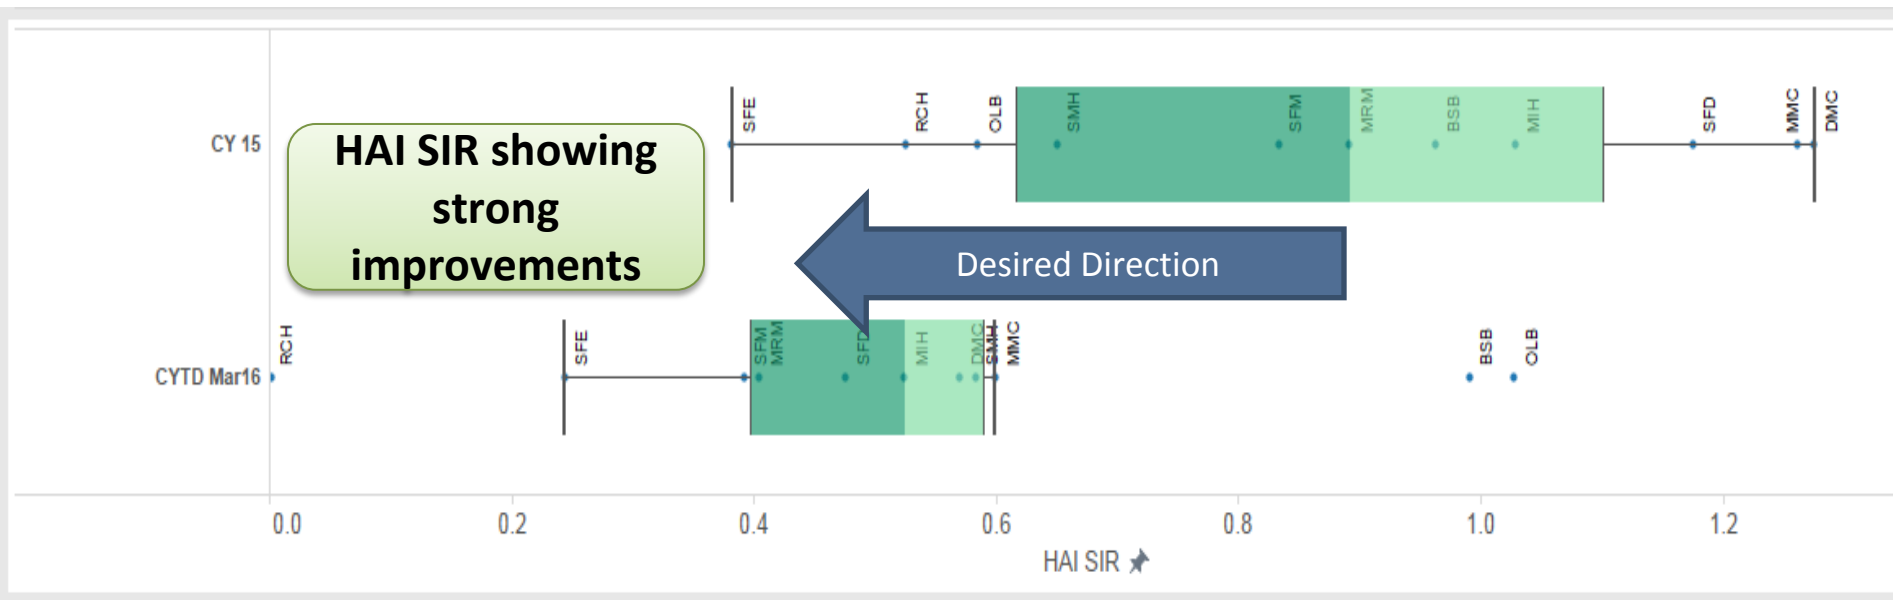 SFE
RCH
OLB
SMH
SFM
MRM
BSB
MIH
SFD
MMC
DMC
CY 15
HAI SIR showing
strong
improvements
Desired Direction
RCH
SFE
SFM
MRM
SFD
MIH
DMC
SMH
MMC
BSB
OLB
CYTD Mar16
0.0 0.2 0.4 0.6 0.8 1.0 1.2
HAI SIR